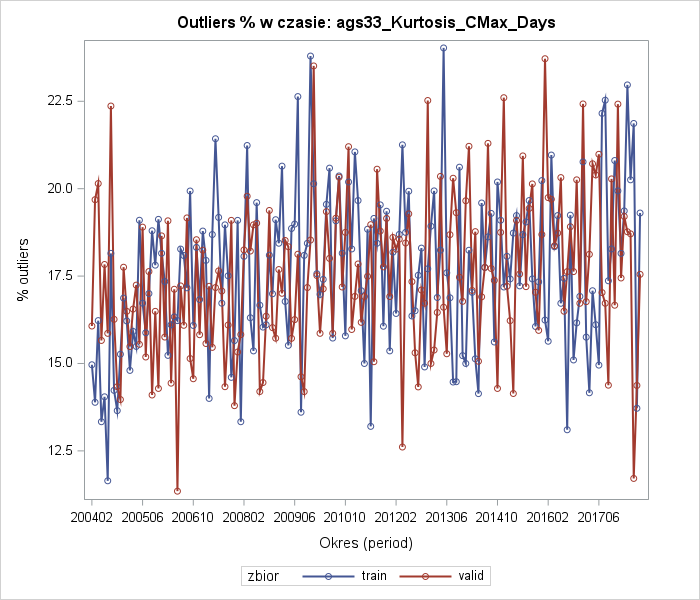 Outliers % w czasie: ags33_Kurtosis_CMax_Days
% outliers
22.5
20.0
17.5
15.0
12.5
200402 200506 200610 200802 200906 201010 201202 201306 201410 201602 201706
Okres (period)
zbior train valid